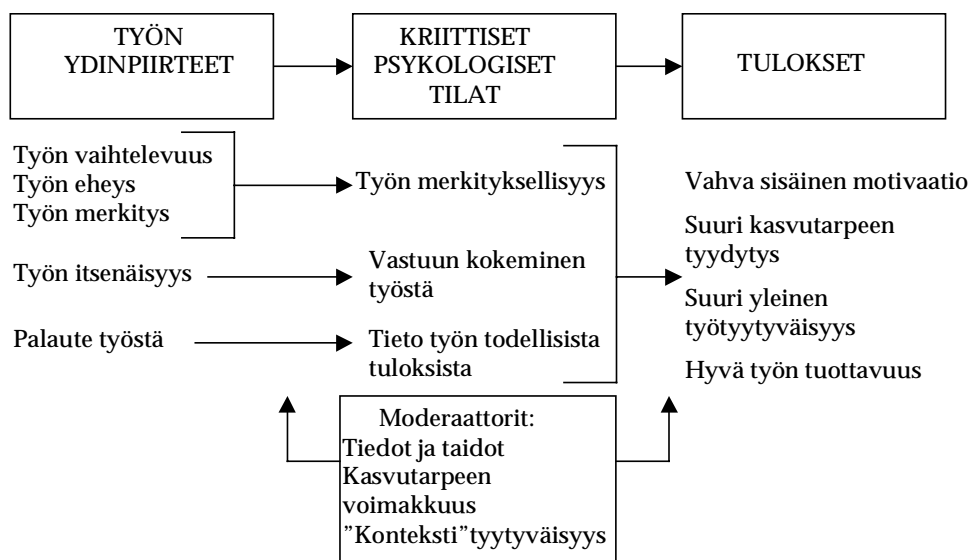 TYÖN
YDINPIIRTEET
KRIITTISET
PSYKOLOGISET
TILAT
TULOKSET
Työn vaihtelevuus
Työn eheys
Työn merkitys
Työn merkityksellisyys
Vahva sisäinen motivaatio
Suuri kasvutarpeen
tyydytys
Työn itsenäisyys
Vastuun kokeminen
työstä
Suuri yleinen
työtyytyväisyys
Palaute työstä
Tieto työn todellisista
tuloksista
Hyvä työn tuottavuus
Moderaattorit:
Tiedot ja taidot
Kasvutarpeen
voimakkuus
”Konteksti”tyytyväisyys